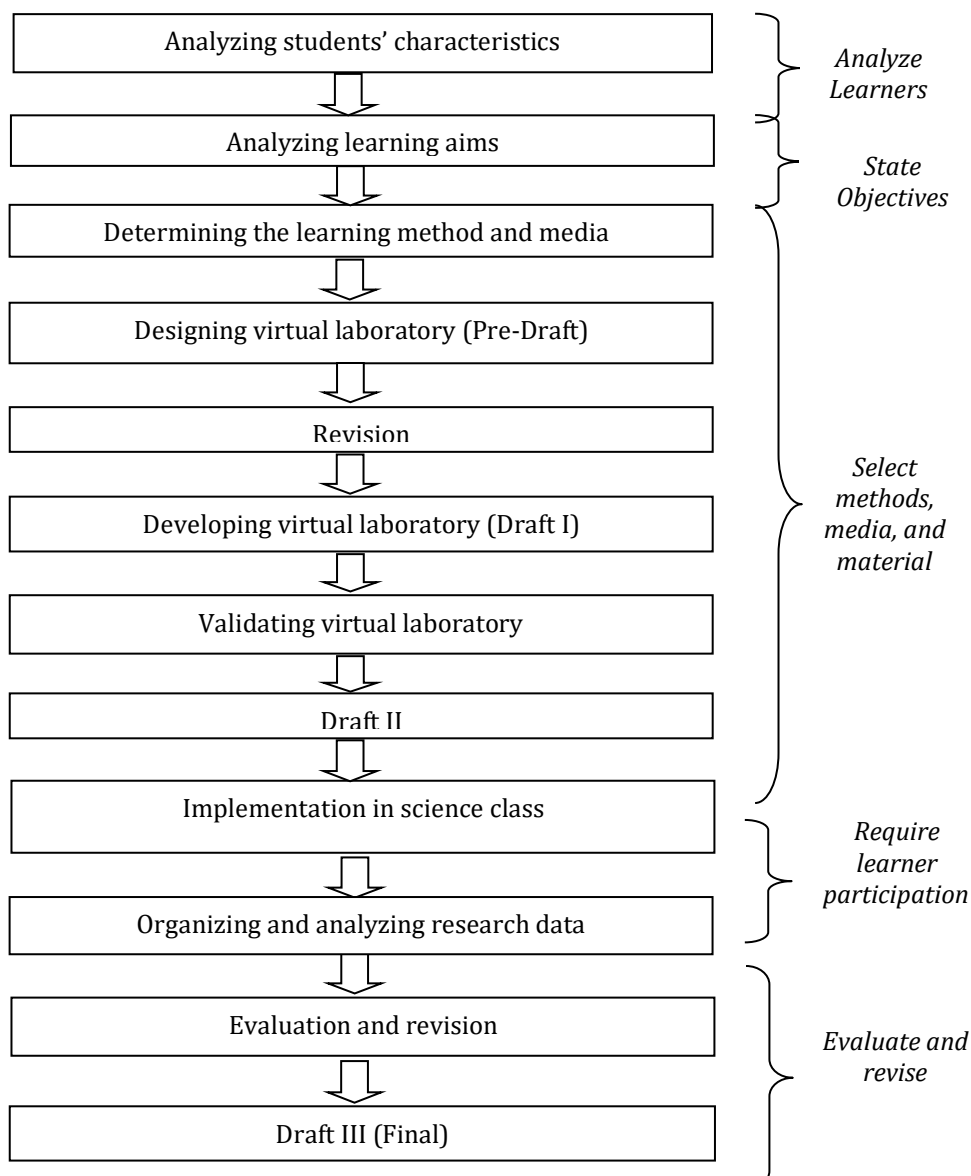 Analyzing students’ characteristics
Analyze
Learners
Analyzing learning aims
State
Objectives
Determining the learning method and media
Designing virtual laboratory (Pre-Draft)
Revision
Developing virtual laboratory (Draft I)
Select
methods,
media, and
material
Validating virtual laboratory
Draft II
Implementation in science class
Require
learner
participation
Organizing and analyzing research data
Evaluation and revision
Evaluate and
revise
Draft III (Final)